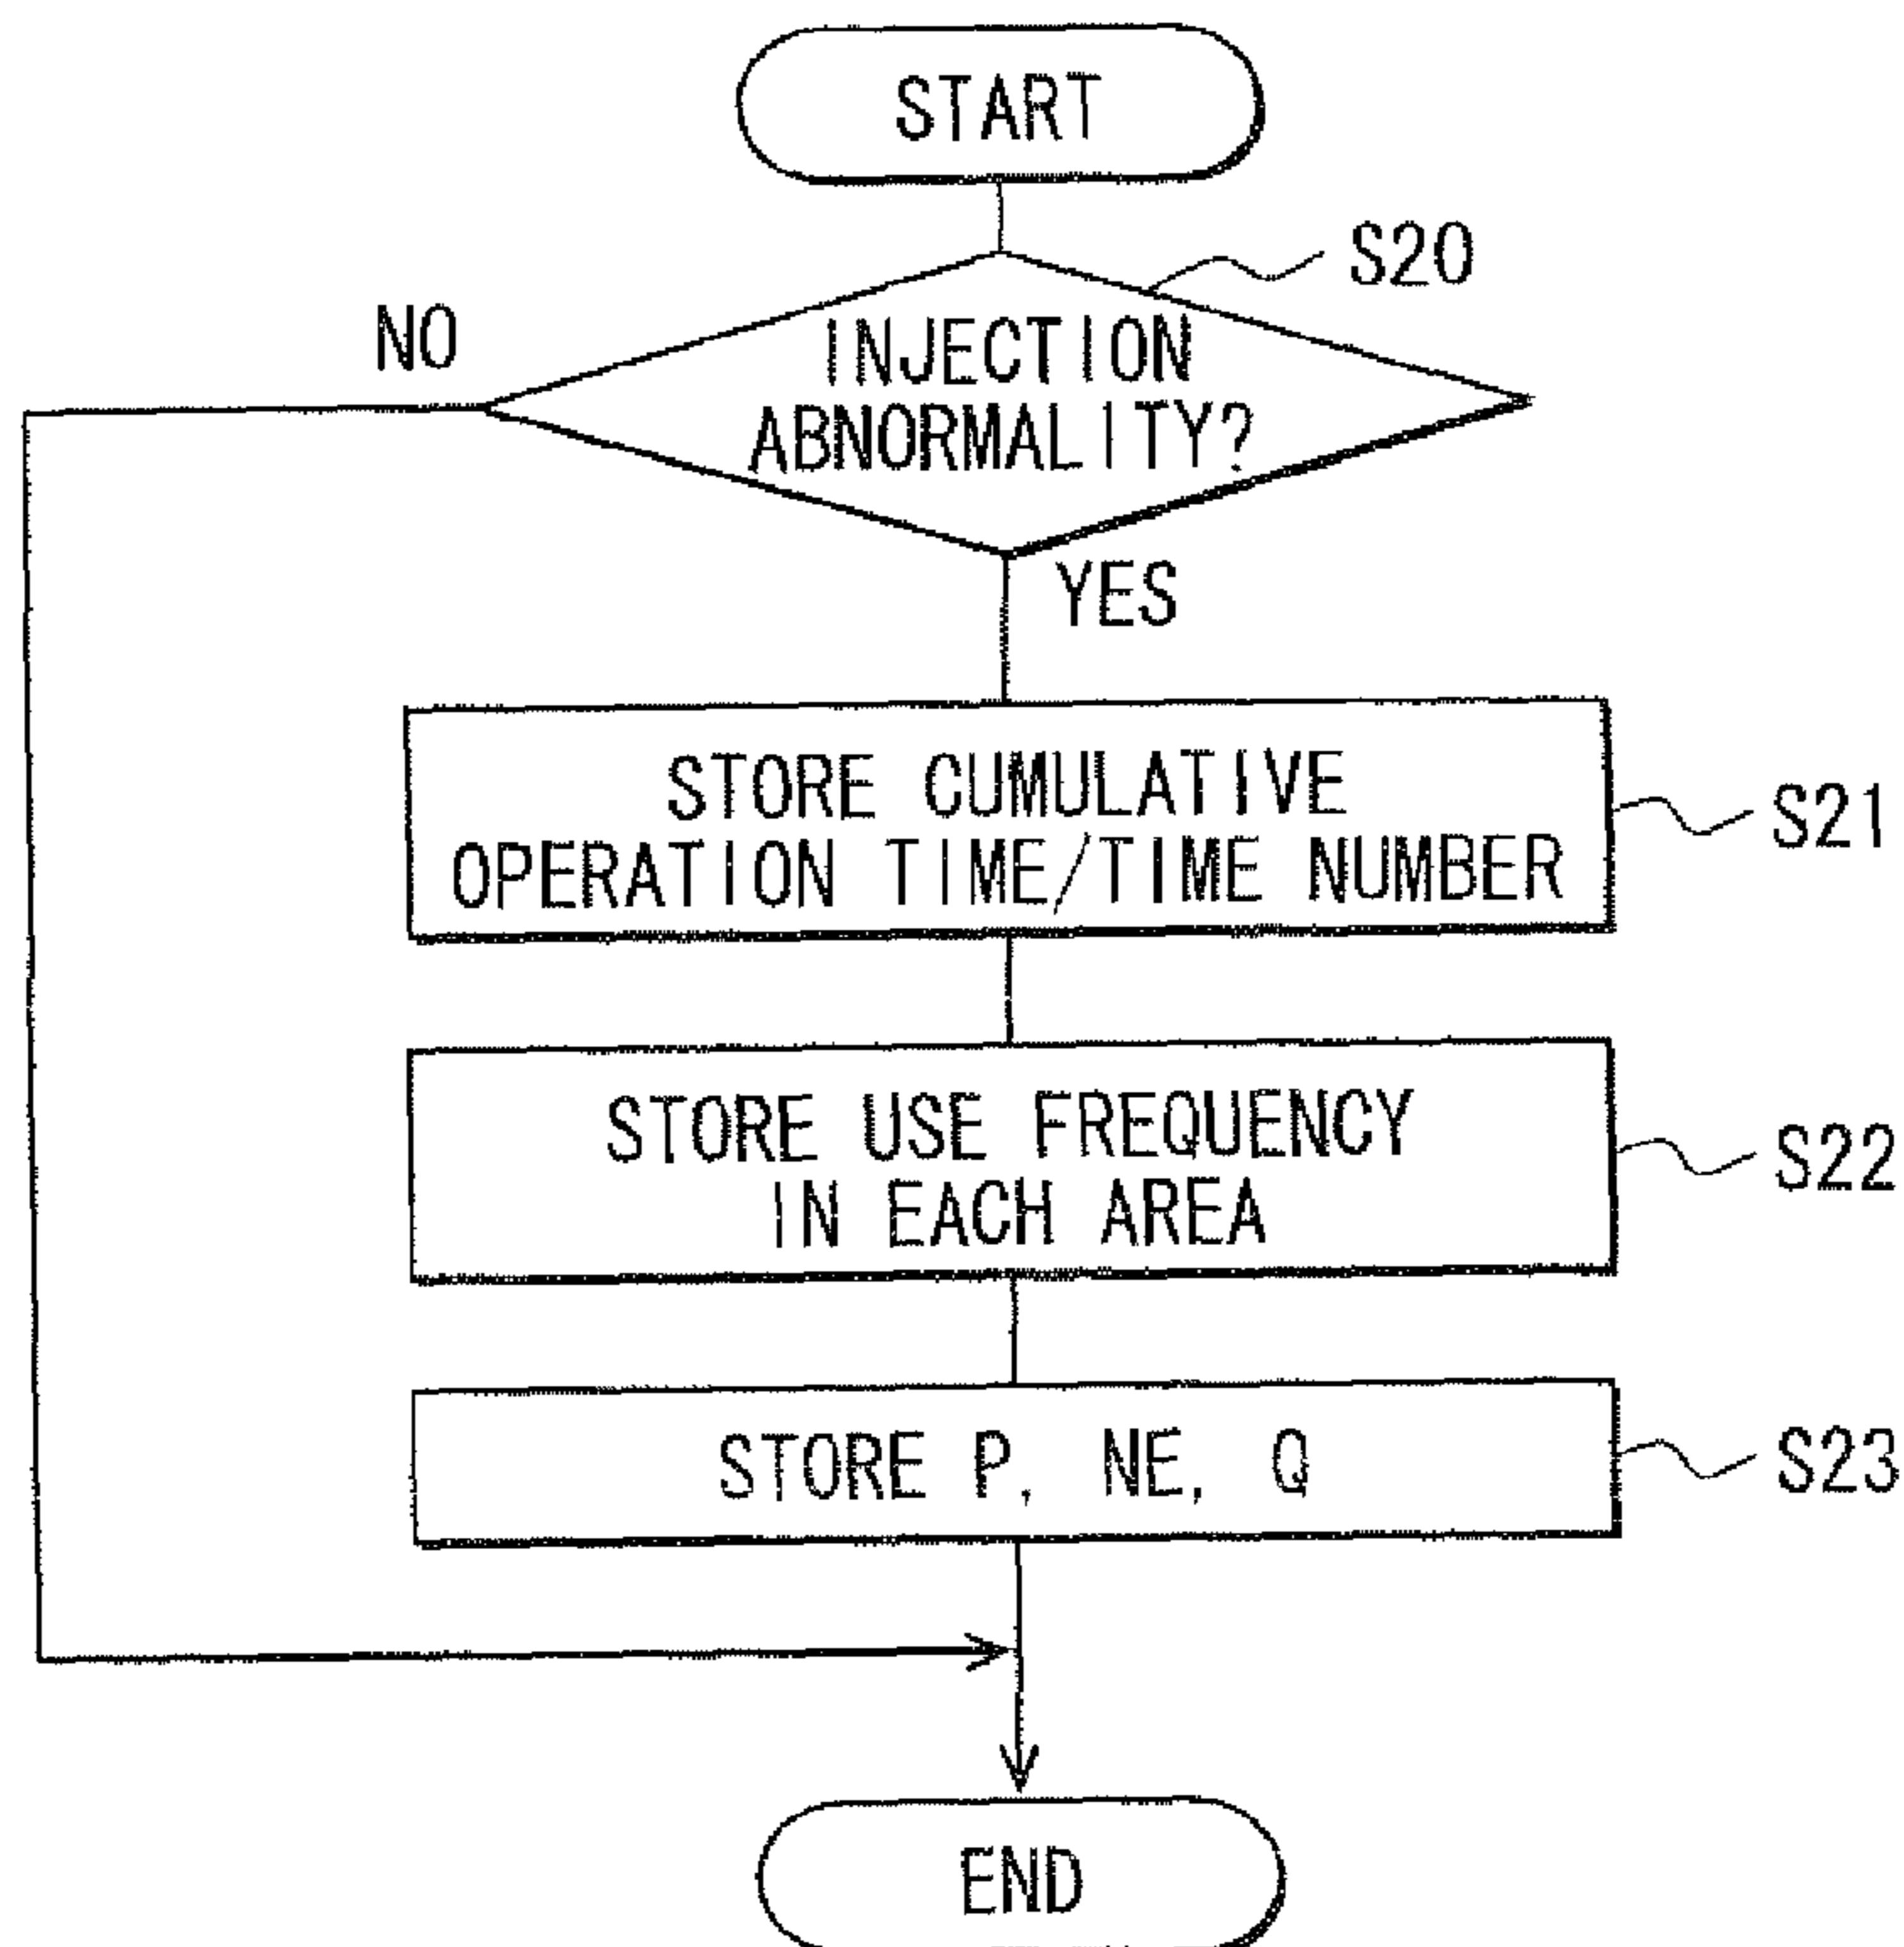 START
S20
NO
INJECTION
ABNORMALITY?
YES
STORE CUMULATIVE
OPERATION TIME/TIME NUMBER
S21
STORE USE FREQUENCY
IN EACH AREA
S22
STORE P, NE, Q
S23
END